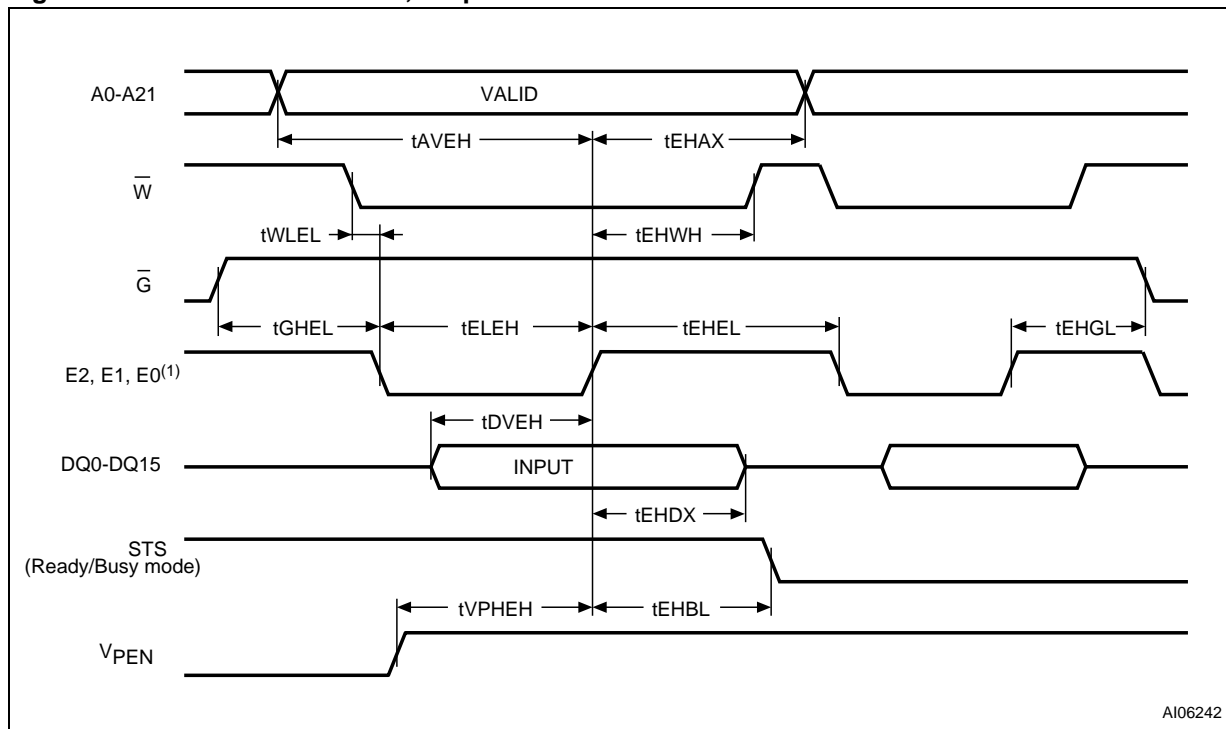 A0-A21
VALID
tAVEH
tEHAX
W
tWLEL
tEHWH
G
tGHEL
tELEH
tEHEL
tEHGL
E2, E1, E0(1)
tDVEH
DQ0-DQ15
INPUT
tEHDX
STS
(Ready/Busy mode)
tVPHEH
tEHBL
VPEN
AI06242